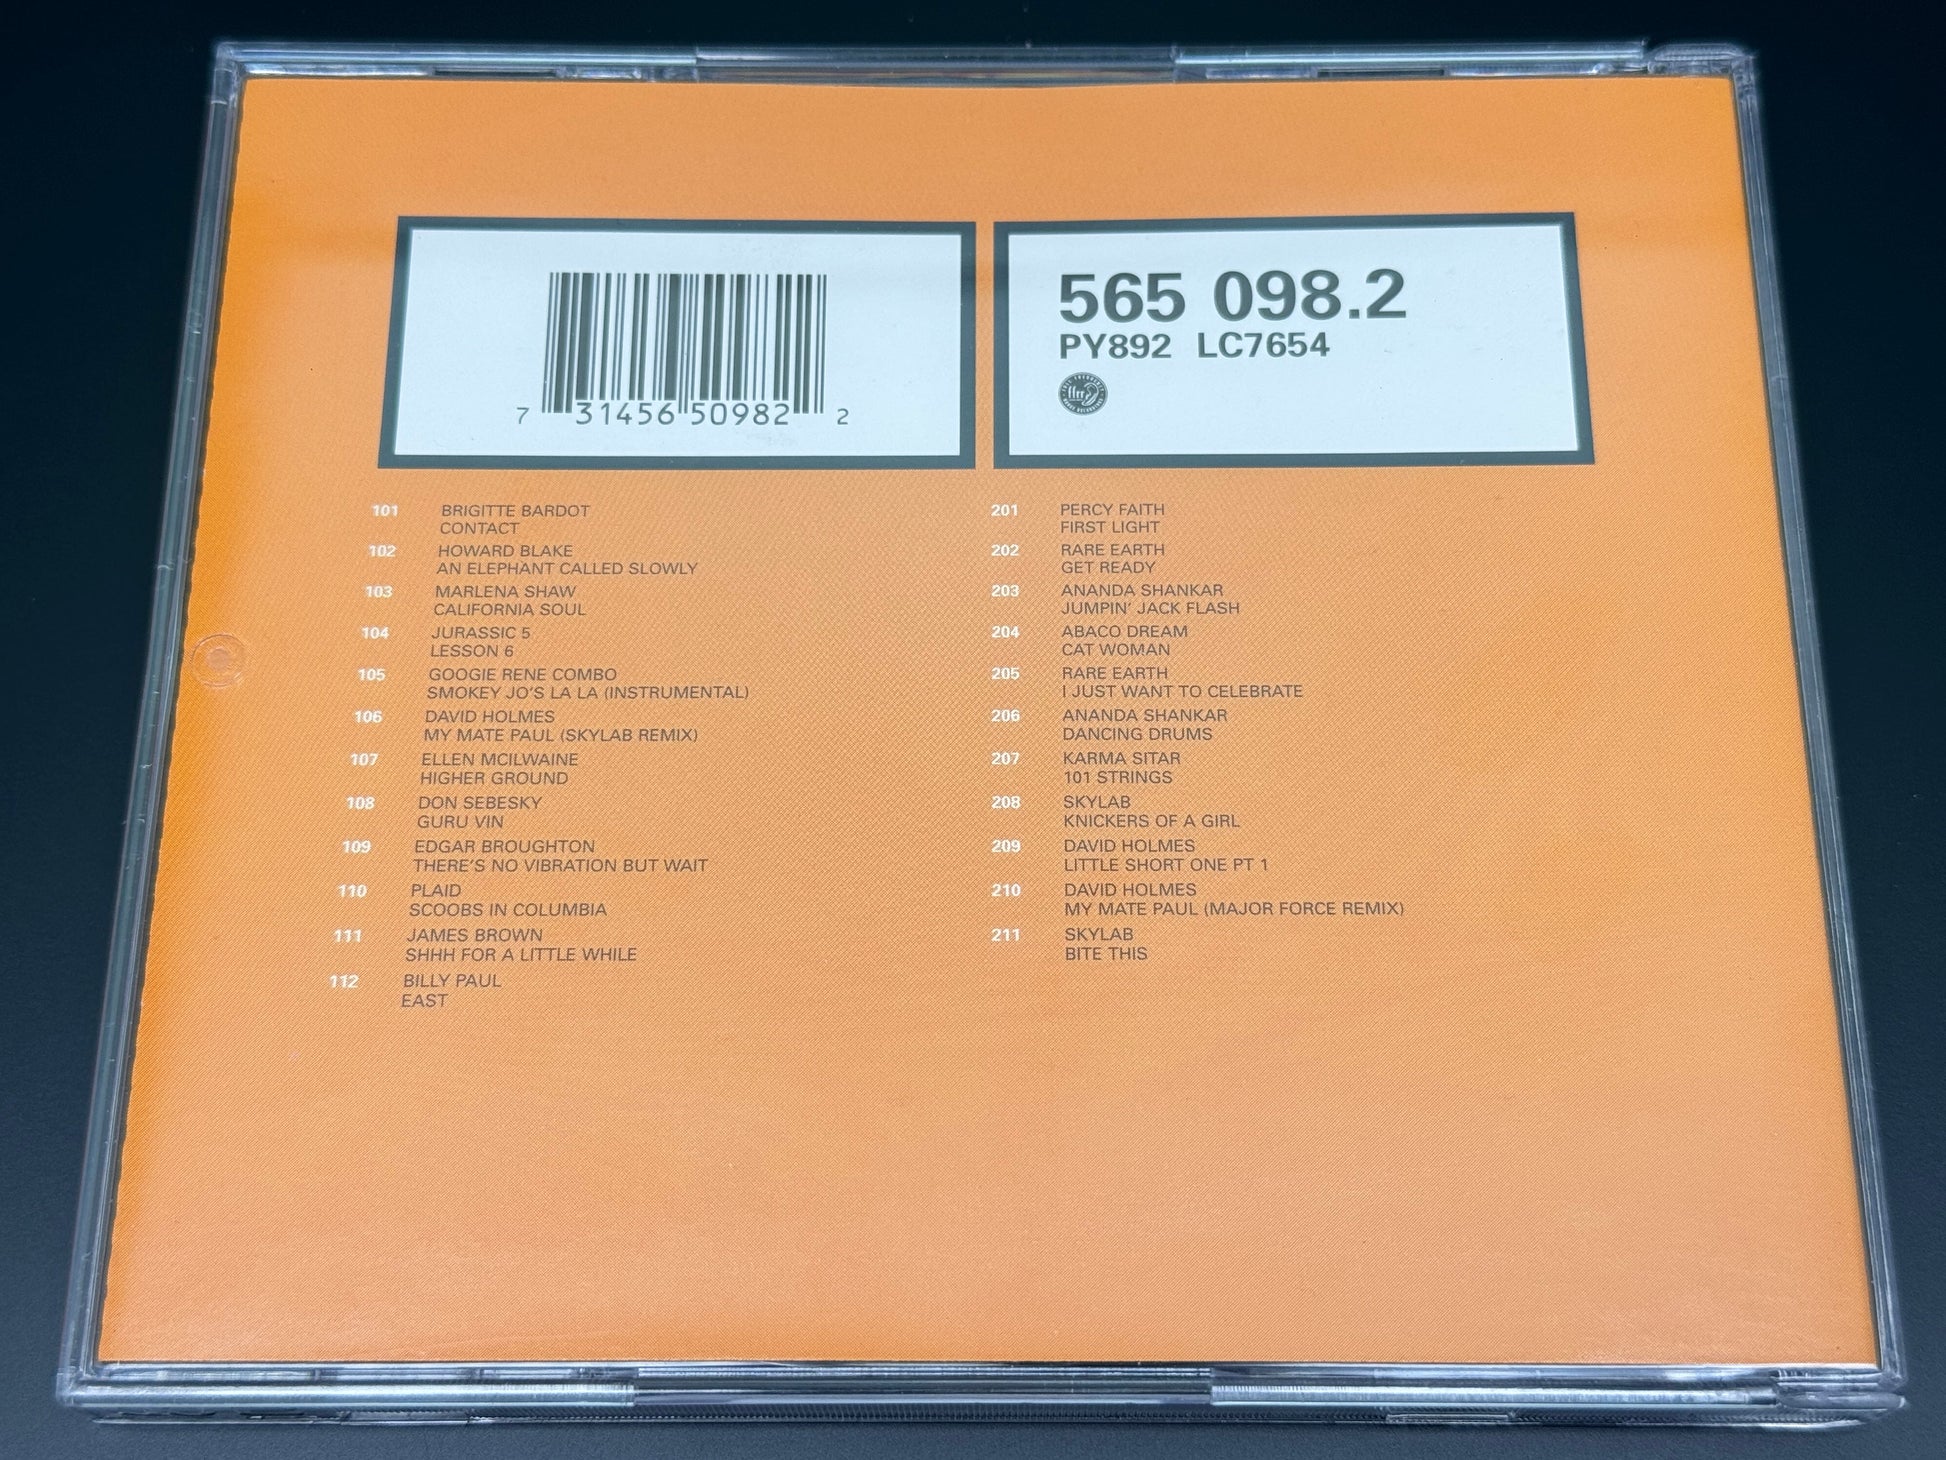 7 31456 50982 2
565 098.2
PY892 LC7654
ffrr
101 BRIGITTE BARDOT
CONTACT
102 HOWARD BLAKE
AN ELEPHANT CALLED SLOWLY
103 MARLENA SHAW
CALIFORNIA SOUL
104 JURASSIC 5
LESSON 6
105 GOOGIE RENE COMBO
SMOKEY JO'S LA LA (INSTRUMENTAL)
106 DAVID HOLMES
MY MATE PAUL (SKYLAB REMIX)
107 ELLEN MCILWAINE
HIGHER GROUND
108 DON SEBESKY
GURU VIN
109 EDGAR BROUGHTON
THERE'S NO VIBRATION BUT WAIT
110 PLAID
SCOOBS IN COLUMBIA
111 JAMES BROWN
SHHH FOR A LITTLE WHILE
112 BILLY PAUL
EAST
201 PERCY FAITH
FIRST LIGHT
202 RARE EARTH
GET READY
203 ANANDA SHANKAR
JUMPIN' JACK FLASH
204 ABACO DREAM
CAT WOMAN
205 RARE EARTH
I JUST WANT TO CELEBRATE
206 ANANDA SHANKAR
DANCING DRUMS
207 KARMA SITAR
101 STRINGS
208 SKYLAB
KNICKERS OF A GIRL
209 DAVID HOLMES
LITTLE SHORT ONE PT 1
210 DAVID HOLMES
MY MATE PAUL (MAJOR FORCE REMIX)
211 SKYLAB
BITE THIS